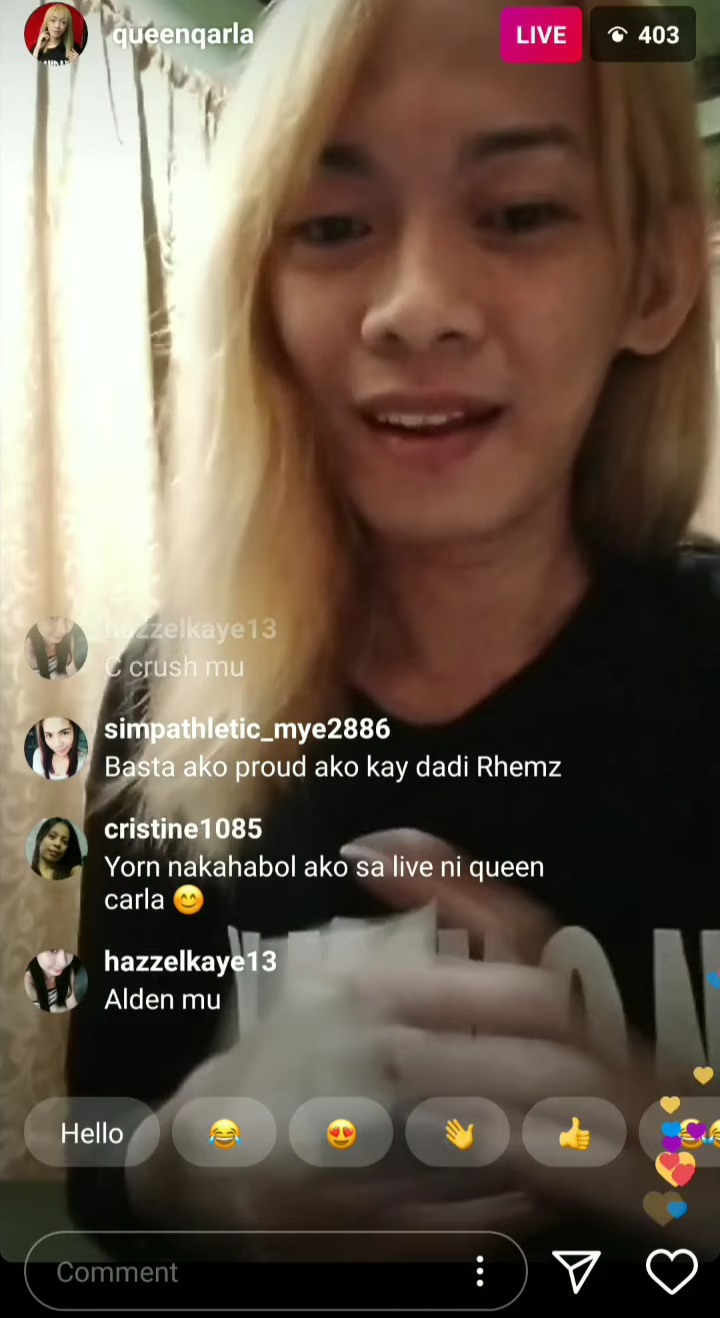 queenqarla
LIVE
403
hazzelkaye13
C crush mu
simpathletic_mye2886
Basta ako proud ako kay dadi Rhemz
cristine1085
Yorn nakahabol ako sa live ni queen
carla 😊
hazzelkaye13
Alden mu
Hello
Comment